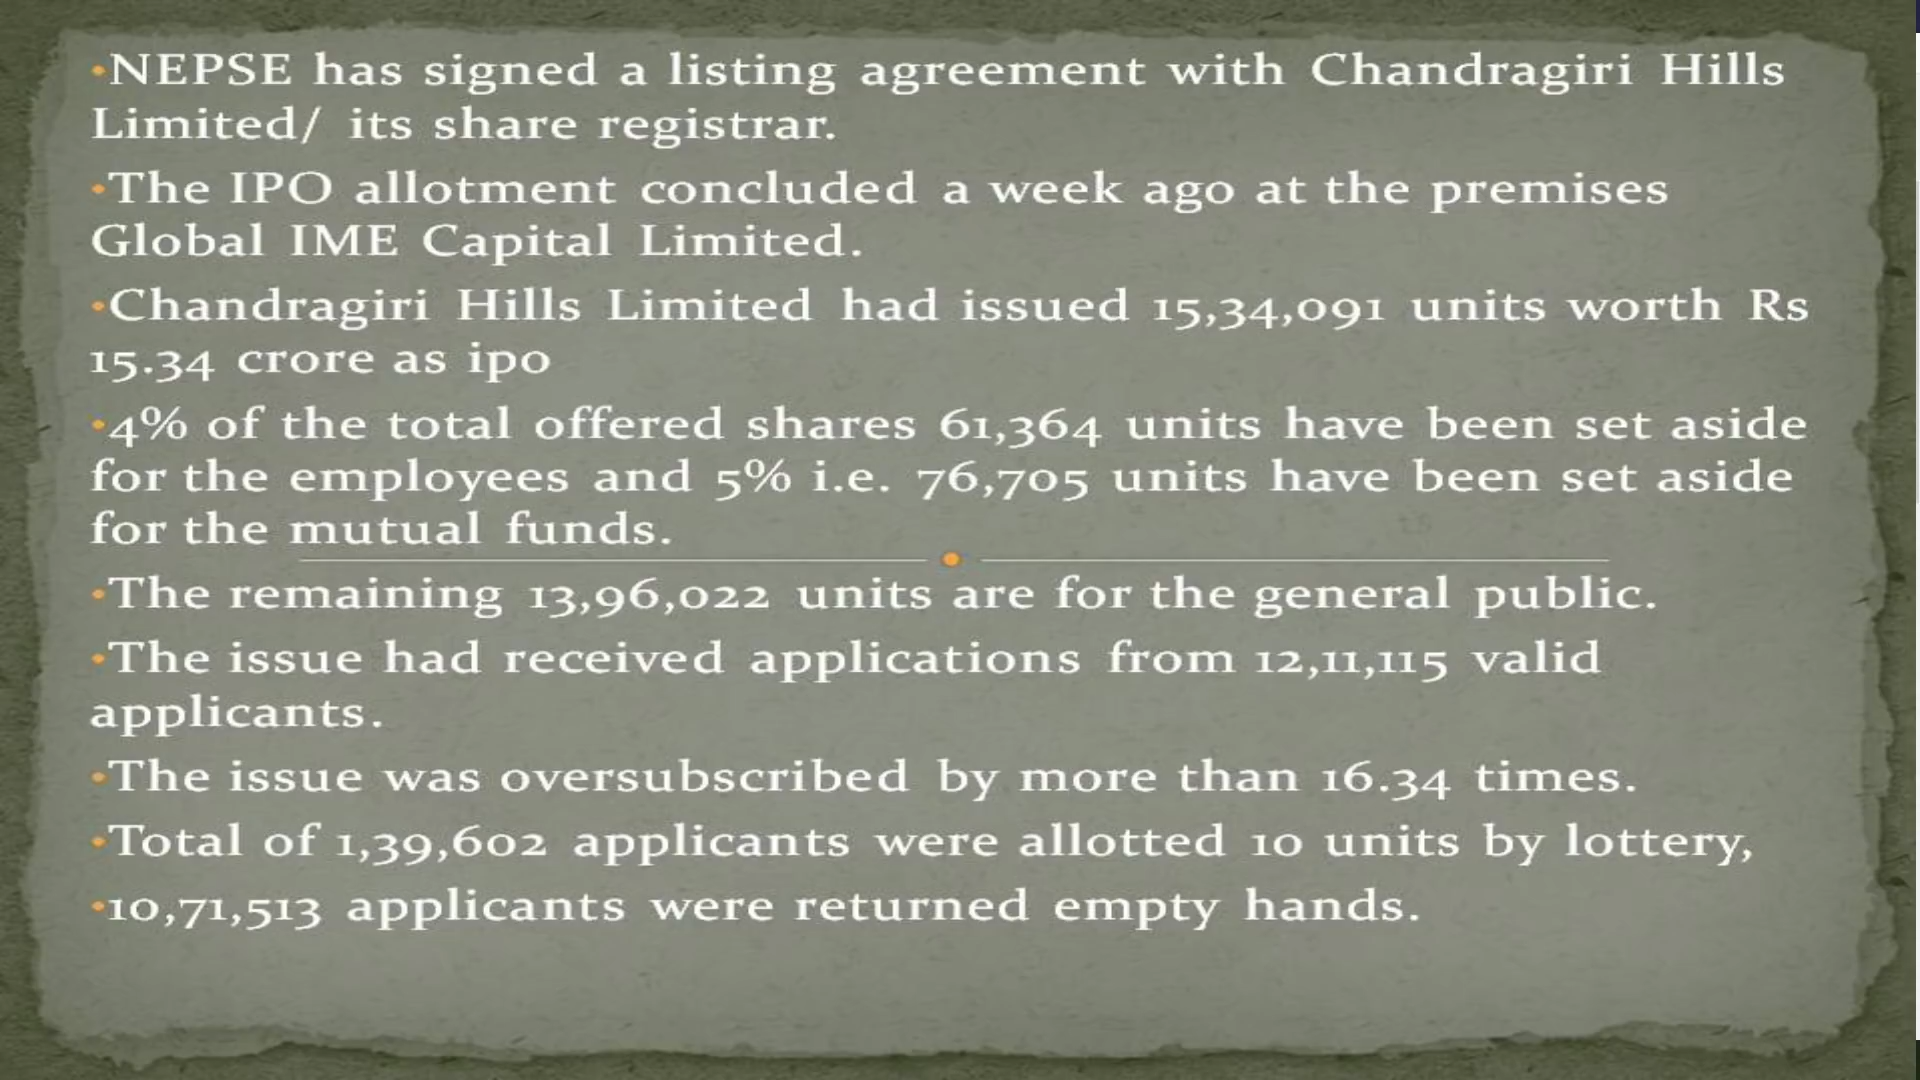 •NEPSE has signed a listing agreement with Chandragiri Hills
Limited/ its share registrar.
•The IPO allotment concluded a week ago at the premises
Global IME Capital Limited.
•Chandragiri Hills Limited had issued 15,34,091 units worth Rs
15.34 crore as ipo
•4% of the total offered shares 61,364 units have been set aside
for the employees and 5% i.e. 76,705 units have been set aside
for the mutual funds.
•The remaining 13,96,022 units are for the general public.
•The issue had received applications from 12,11,115 valid
applicants.
•The issue was oversubscribed by more than 16.34 times.
•Total of 1,39,602 applicants were allotted 10 units by lottery,
•10,71,513 applicants were returned empty hands.